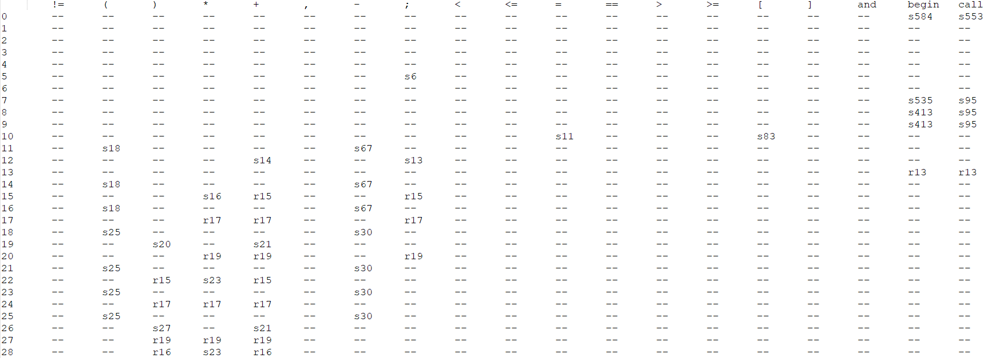 != ( ) * + , - ; < <= = == > >= [ ] and begin call
0 -- -- -- -- -- -- -- -- -- -- -- -- -- -- -- -- -- s584 s553
1 -- -- -- -- -- -- -- -- -- -- -- -- -- -- -- -- -- -- --
2 -- -- -- -- -- -- -- -- -- -- -- -- -- -- -- -- -- -- --
3 -- -- -- -- -- -- -- -- -- -- -- -- -- -- -- -- -- -- --
4 -- -- -- -- -- -- -- -- -- -- -- -- -- -- -- -- -- -- --
5 -- -- -- -- -- -- -- s6 -- -- -- -- -- -- -- -- -- -- --
6 -- -- -- -- -- -- -- -- -- -- -- -- -- -- -- -- -- -- --
7 -- -- -- -- -- -- -- -- -- -- -- -- -- -- -- -- -- s535 s95
8 -- -- -- -- -- -- -- -- -- -- -- -- -- -- -- -- -- s413 s95
9 -- -- -- -- -- -- -- -- -- -- -- -- -- -- -- -- -- s413 s95
10 -- -- -- -- -- -- -- -- -- -- s11 -- -- -- s83 -- -- -- --
11 -- s18 -- -- -- -- s67 -- -- -- -- -- -- -- -- -- -- -- --
12 -- -- -- -- s14 -- -- s13 -- -- -- -- -- -- -- -- -- -- --
13 -- -- -- -- -- -- -- -- -- -- -- -- -- -- -- -- -- r13 r13
14 -- s18 -- -- -- -- s67 -- -- -- -- -- -- -- -- -- -- -- --
15 -- -- -- s16 r15 -- -- r15 -- -- -- -- -- -- -- -- -- -- --
16 -- s18 -- -- -- -- s67 -- -- -- -- -- -- -- -- -- -- -- --
17 -- -- -- r17 r17 -- -- r17 -- -- -- -- -- -- -- -- -- -- --
18 -- s25 -- -- -- -- s30 -- -- -- -- -- -- -- -- -- -- -- --
19 -- -- s20 -- s21 -- -- -- -- -- -- -- -- -- -- -- -- -- --
20 -- -- -- r19 r19 -- -- r19 -- -- -- -- -- -- -- -- -- -- --
21 -- s25 -- -- -- -- s30 -- -- -- -- -- -- -- -- -- -- -- --
22 -- -- r15 s23 r15 -- -- -- -- -- -- -- -- -- -- -- -- -- --
23 -- s25 -- -- -- -- s30 -- -- -- -- -- -- -- -- -- -- -- --
24 -- -- r17 r17 r17 -- -- -- -- -- -- -- -- -- -- -- -- -- --
25 -- s25 -- -- -- -- s30 -- -- -- -- -- -- -- -- -- -- -- --
26 -- -- s27 -- s21 -- -- -- -- -- -- -- -- -- -- -- -- -- --
27 -- -- r19 r19 r19 -- -- -- -- -- -- -- -- -- -- -- -- -- --
28 -- -- r16 s23 r16 -- -- -- -- -- -- -- -- -- -- -- -- -- --